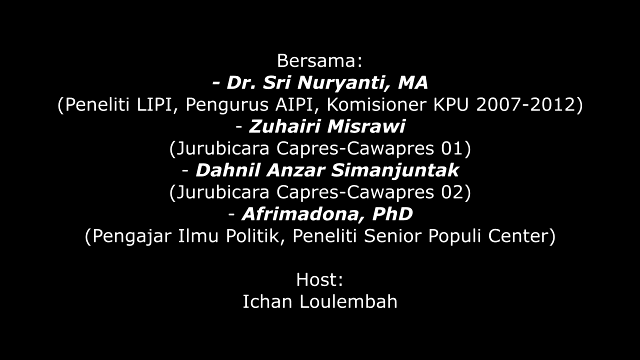 Bersama:
- Dr. Sri Nuryanti, MA
(Peneliti LIPI, Pengurus AIPI, Komisioner KPU 2007-2012)
- Zuhairi Misrawi
(Jurubicara Capres-Cawapres 01)
- Dahnil Anzar Simanjuntak
(Jurubicara Capres-Cawapres 02)
- Afrimadona, PhD
(Pengajar Ilmu Politik, Peneliti Senior Populi Center)
Host:
Ichan Loulembah